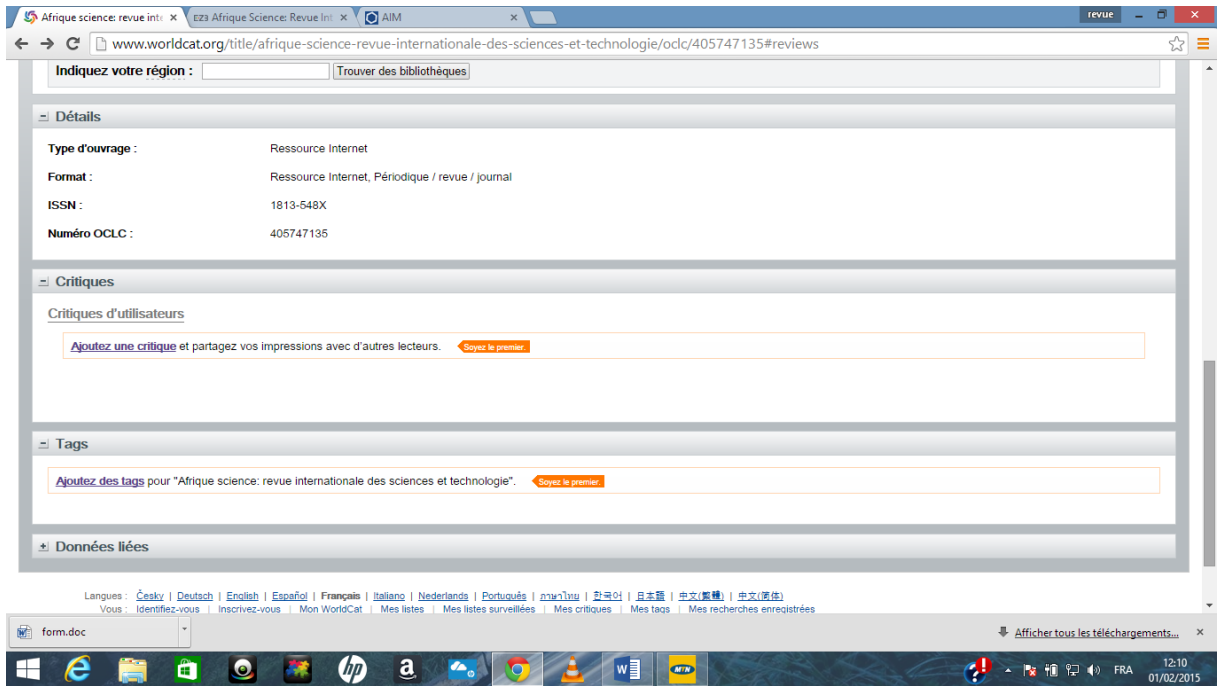 Afrique science: revue inte
EZ3 Afrique Science: Revue Int
AIM
revue
www.worldcat.org/title/afrique-science-revue-internationale-des-sciences-et-technologie/oclc/405747135#reviews
Indiquez votre région :
Trouver des bibliothèques
Détails
Type d'ouvrage : Ressource Internet
Format : Ressource Internet, Périodique / revue / journal
ISSN : 1813-548X
Numéro OCLC : 405747135
Critiques
Critiques d'utilisateurs
Ajoutez une critique et partagez vos impressions avec d'autres lecteurs. Soyez le premier.
Tags
Ajoutez des tags pour "Afrique science: revue internationale des sciences et technologie". Soyez le premier.
Données liées
Langues : Česky | Deutsch | English | Español | Français | Italiano | Nederlands | Português | ภาษาไทย | 한국어 | 日本語 | 中文(繁體) | 中文(简体)
Vous : Identifiez-vous | Inscrivez-vous | Mon WorldCat | Mes listes | Mes listes surveillées | Mes critiques | Mes tags | Mes recherches enregistrées
form.doc
Afficher tous les téléchargements...
hp
a
MTN
FRA
12:10
01/02/2015